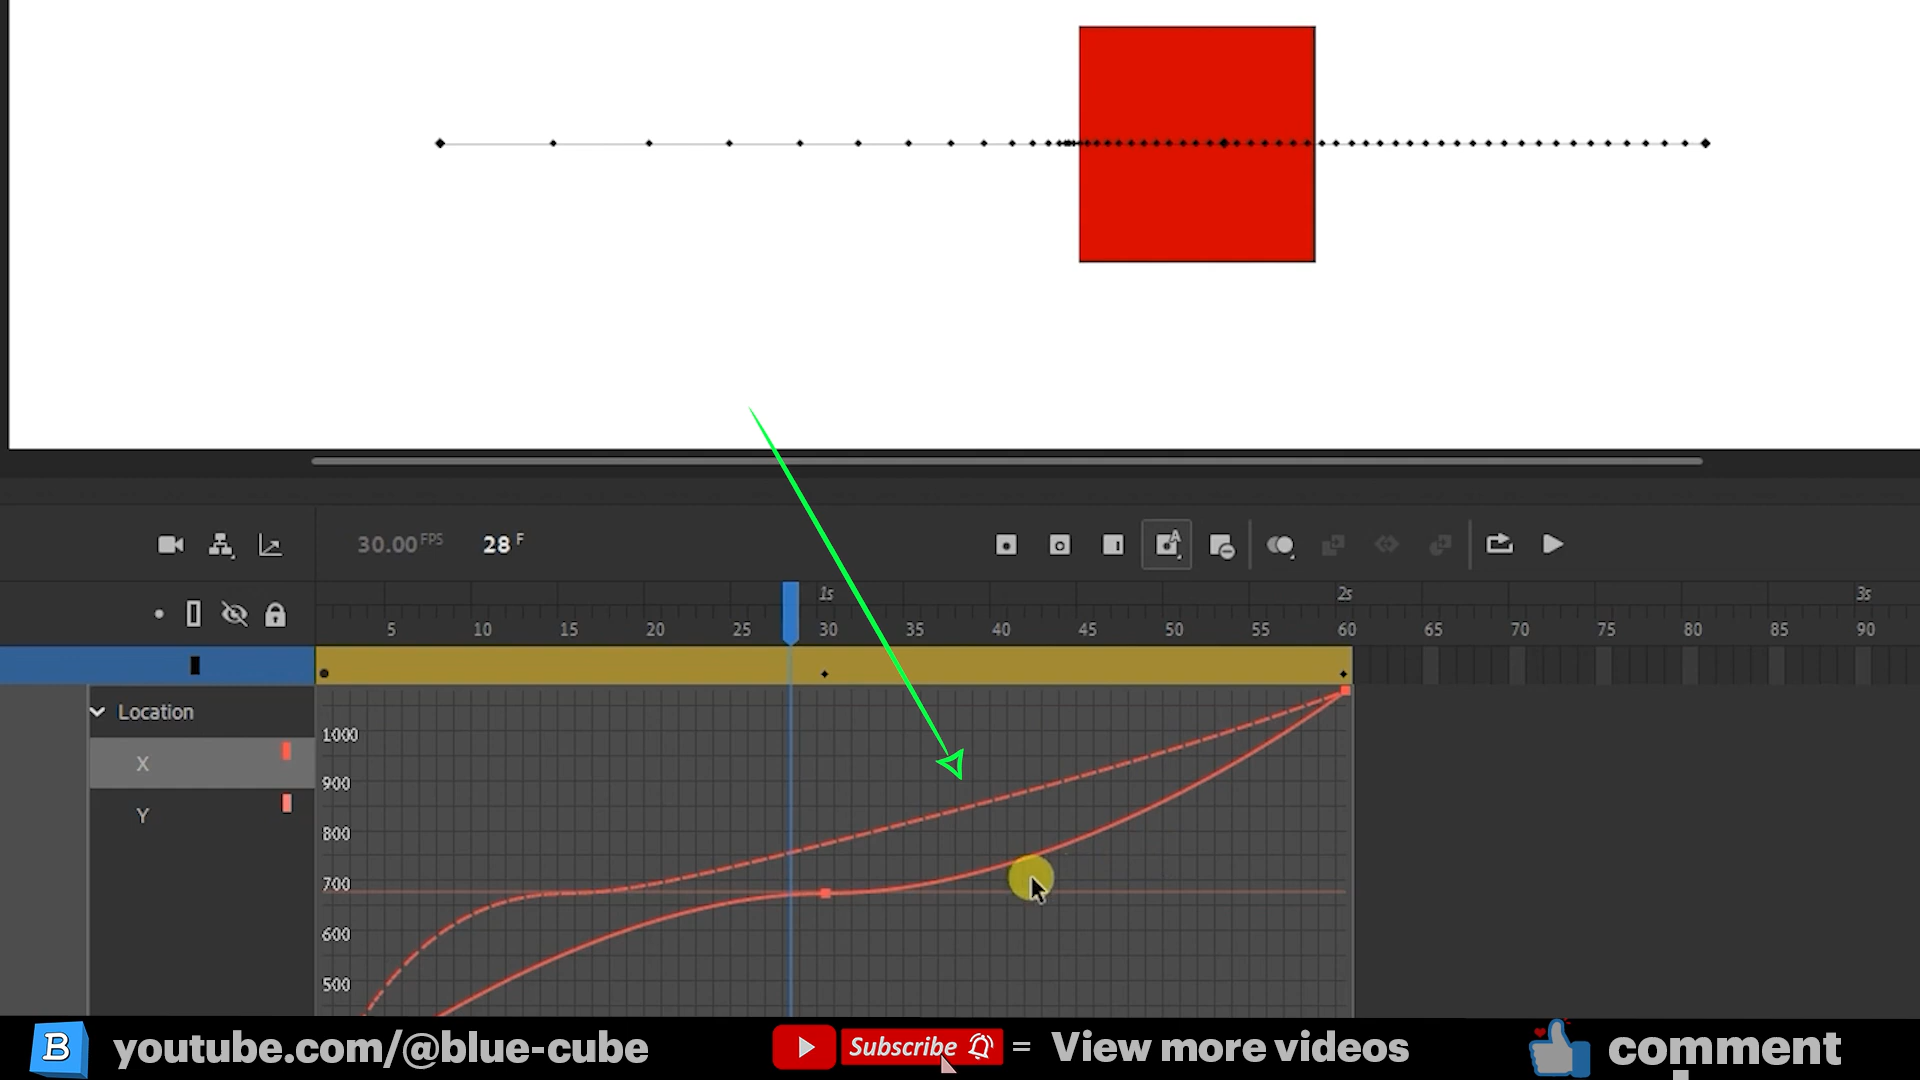 30.00 FPS 28 F
1s 2s 3s
5 10 15 20 25 30 35 40 45 50 55 60 65 70 75 80 85 90
Location
X
Y
1000
900
800
700
600
500
B youtube.com/@blue-cube Subscribe = View more videos comment